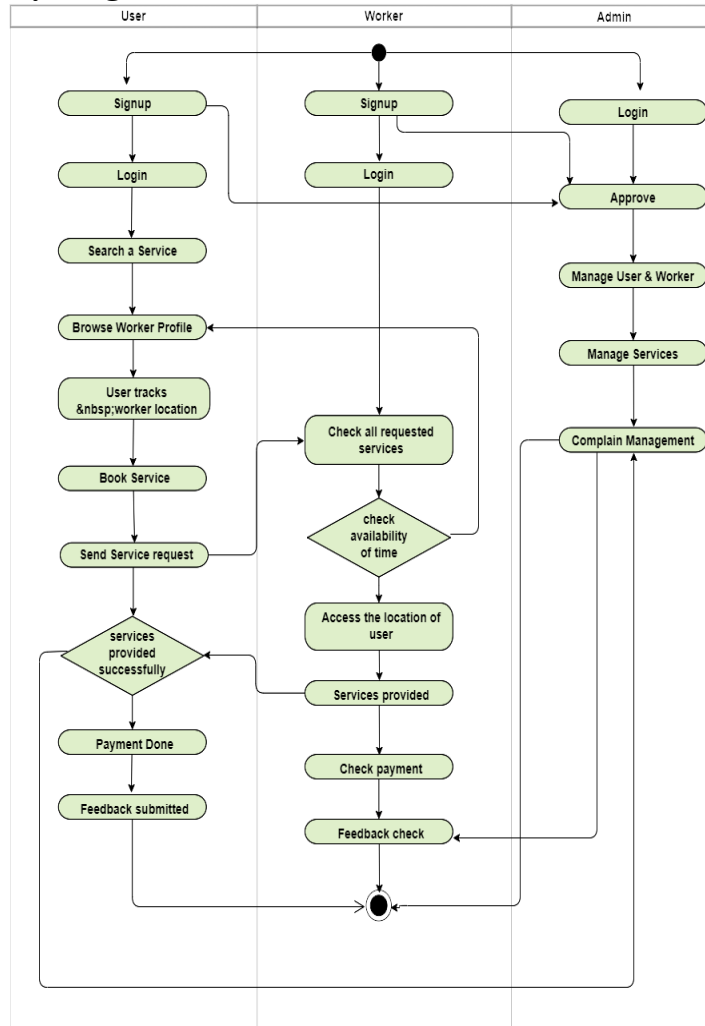 User
Worker
Admin
Signup
Signup
Login
Login
Login
Approve
Search a Service
Manage User & Worker
Browse Worker Profile
Manage Services
User tracks
&nbsp;worker location
Check all requested
services
Complain Management
Book Service
check
availability
of time
Send Service request
Access the location of
user
services
provided
successfully
Services provided
Payment Done
Check payment
Feedback submitted
Feedback check